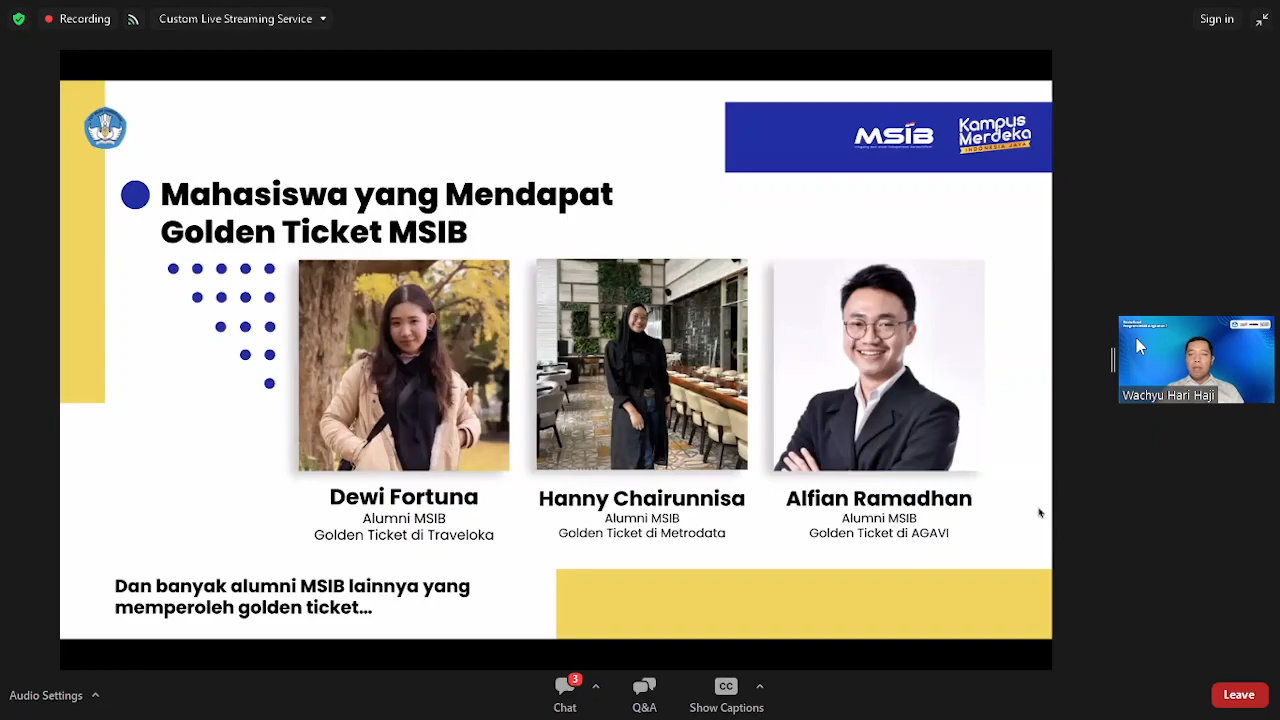 Recording
Custom Live Streaming Service
Sign in
MSIB
Kampus
Merdeka
INDONESIA JAYA
Mahasiswa yang Mendapat
Golden Ticket MSIB
Dewi Fortuna
Alumni MSIB
Golden Ticket di Traveloka
Hanny Chairunnisa
Alumni MSIB
Golden Ticket di Metrodata
Alfian Ramadhan
Alumni MSIB
Golden Ticket di AGAVI
Dan banyak alumni MSIB lainnya yang
memperoleh golden ticket...
Wachyu Hari Haji
Audio Settings
3
Chat
Q&A
CC
Show Captions
Leave